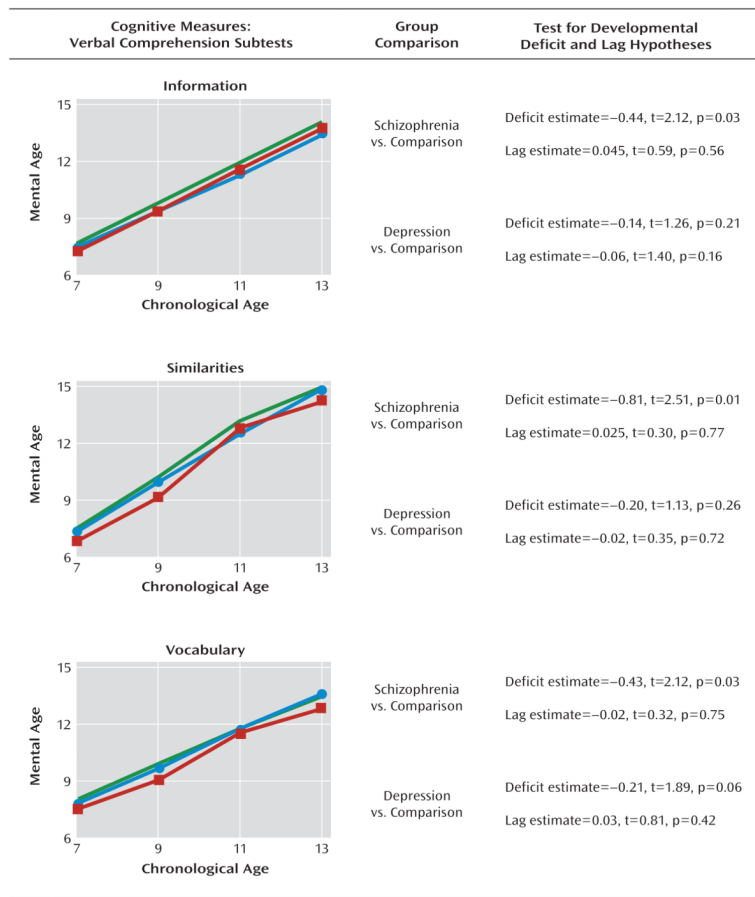 Cognitive Measures:
Verbal Comprehension Subtests
Group
Comparison
Test for Developmental
Deficit and Lag Hypotheses
Information
15
12
9
6
Mental Age
7 9 11 13
Chronological Age
Schizophrenia
vs. Comparison
Deficit estimate=–0.44, t=2.12, p=0.03
Lag estimate=0.045, t=0.59, p=0.56
Depression
vs. Comparison
Deficit estimate=–0.14, t=1.26, p=0.21
Lag estimate=–0.06, t=1.40, p=0.16
Similarities
15
12
9
6
Mental Age
7 9 11 13
Chronological Age
Schizophrenia
vs. Comparison
Deficit estimate=–0.81, t=2.51, p=0.01
Lag estimate=0.025, t=0.30, p=0.77
Depression
vs. Comparison
Deficit estimate=–0.20, t=1.13, p=0.26
Lag estimate=–0.02, t=0.35, p=0.72
Vocabulary
15
12
9
6
Mental Age
7 9 11 13
Chronological Age
Schizophrenia
vs. Comparison
Deficit estimate=–0.43, t=2.12, p=0.03
Lag estimate=–0.02, t=0.32, p=0.75
Depression
vs. Comparison
Deficit estimate=–0.21, t=1.89, p=0.06
Lag estimate=0.03, t=0.81, p=0.42